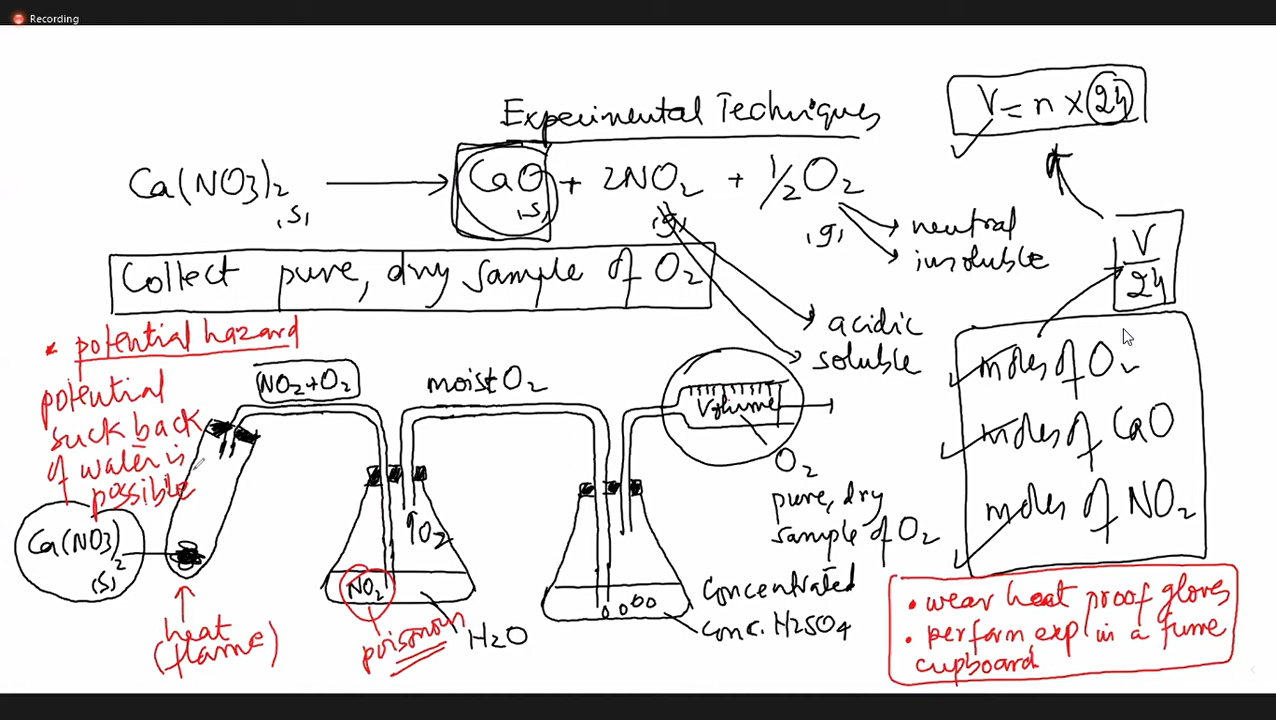 Recording
Experimental Techniques
V = n × 24
Ca(NO3)2 (s) → CaO (s) + 2NO2 (g) + 1/2 O2 (g)
neutral
insoluble
V/24
Collect pure, dry sample of O2
acidic
soluble
* potential hazard
potential
suck back
of water is
possible
NO2 + O2
moist O2
Volume
O2
pure, dry
sample of O2
moles of O2
moles of CaO
moles of NO2
Ca(NO3)2 (s)
↑O2
NO2
H2O
poisonous
heat
(flame)
Concentrated
conc. H2SO4
• wear heat proof gloves
• perform exp in a fume
cupboard